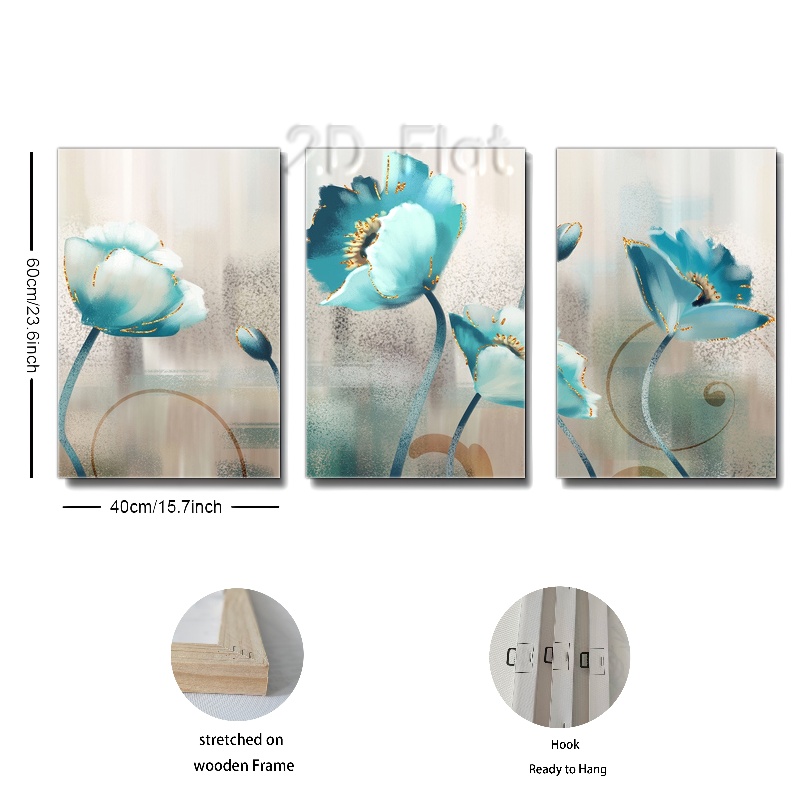 2D Flat.
60cm/23.6inch
40cm/15.7inch
stretched on
wooden Frame
Hook
Ready to Hang